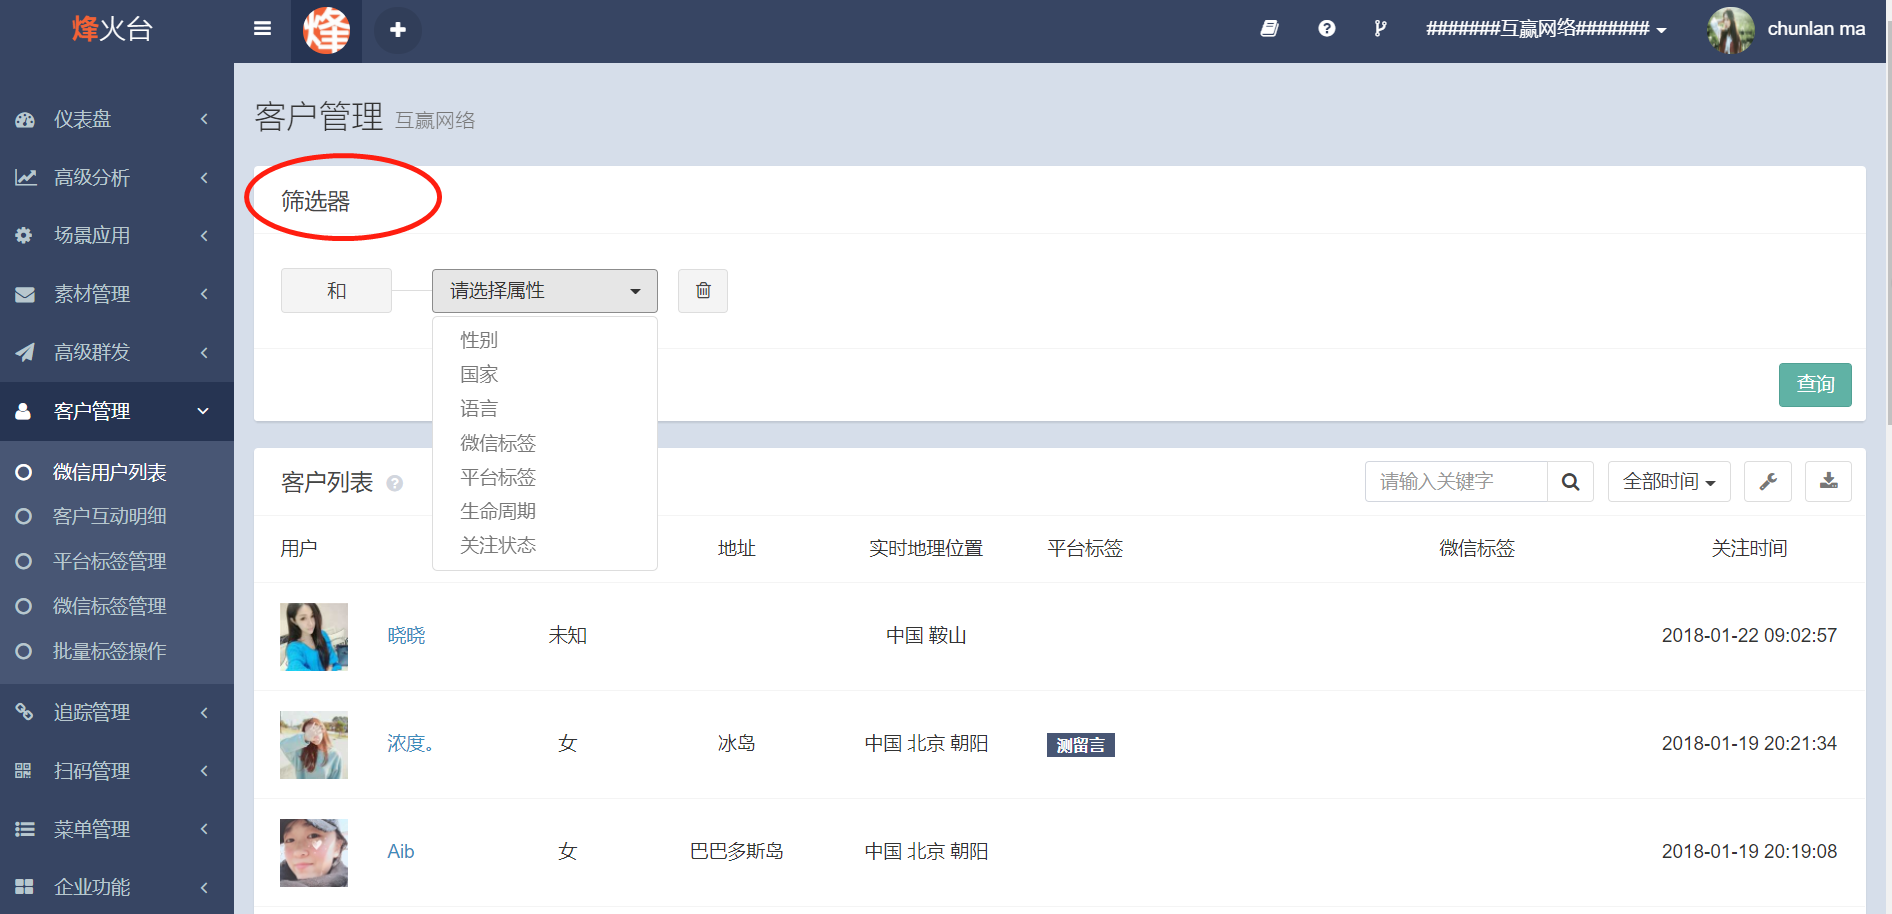 烽火台
烽
#######互赢网络#######
chunlan ma
仪表盘
高级分析
场景应用
素材管理
高级群发
客户管理
微信用户列表
客户互动明细
平台标签管理
微信标签管理
批量标签操作
追踪管理
扫码管理
菜单管理
企业功能
客户管理 互赢网络
筛选器
和 请选择属性
性别
国家
语言
微信标签
平台标签
生命周期
关注状态
查询
客户列表 ?
请输入关键字 全部时间
用户 地址 实时地理位置 平台标签 微信标签 关注时间
晓晓 未知 中国 鞍山 2018-01-22 09:02:57
浓度。 女 冰岛 中国 北京 朝阳 测留言 2018-01-19 20:21:34
Aib 女 巴巴多斯岛 中国 北京 朝阳 2018-01-19 20:19:08